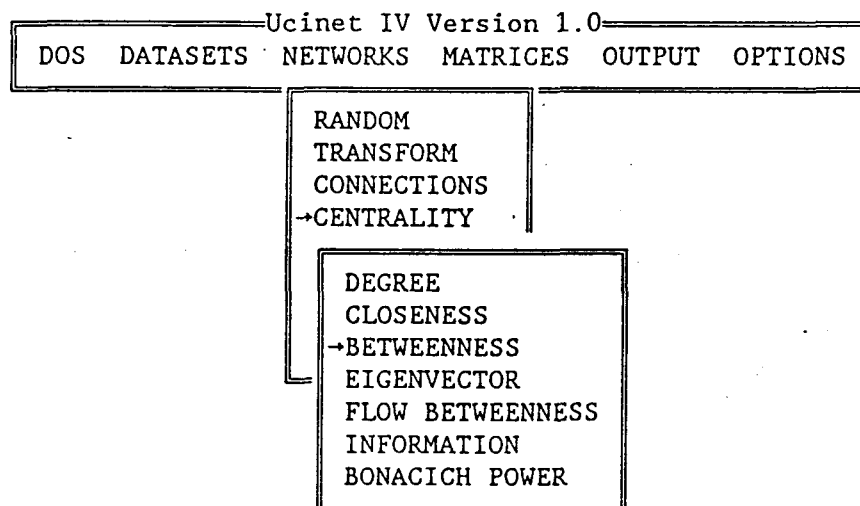 Ucinet IV Version 1.0
DOS DATASETS NETWORKS MATRICES OUTPUT OPTIONS
RANDOM
TRANSFORM
CONNECTIONS
→CENTRALITY
DEGREE
CLOSENESS
→BETWEENNESS
EIGENVECTOR
FLOW BETWEENNESS
INFORMATION
BONACICH POWER